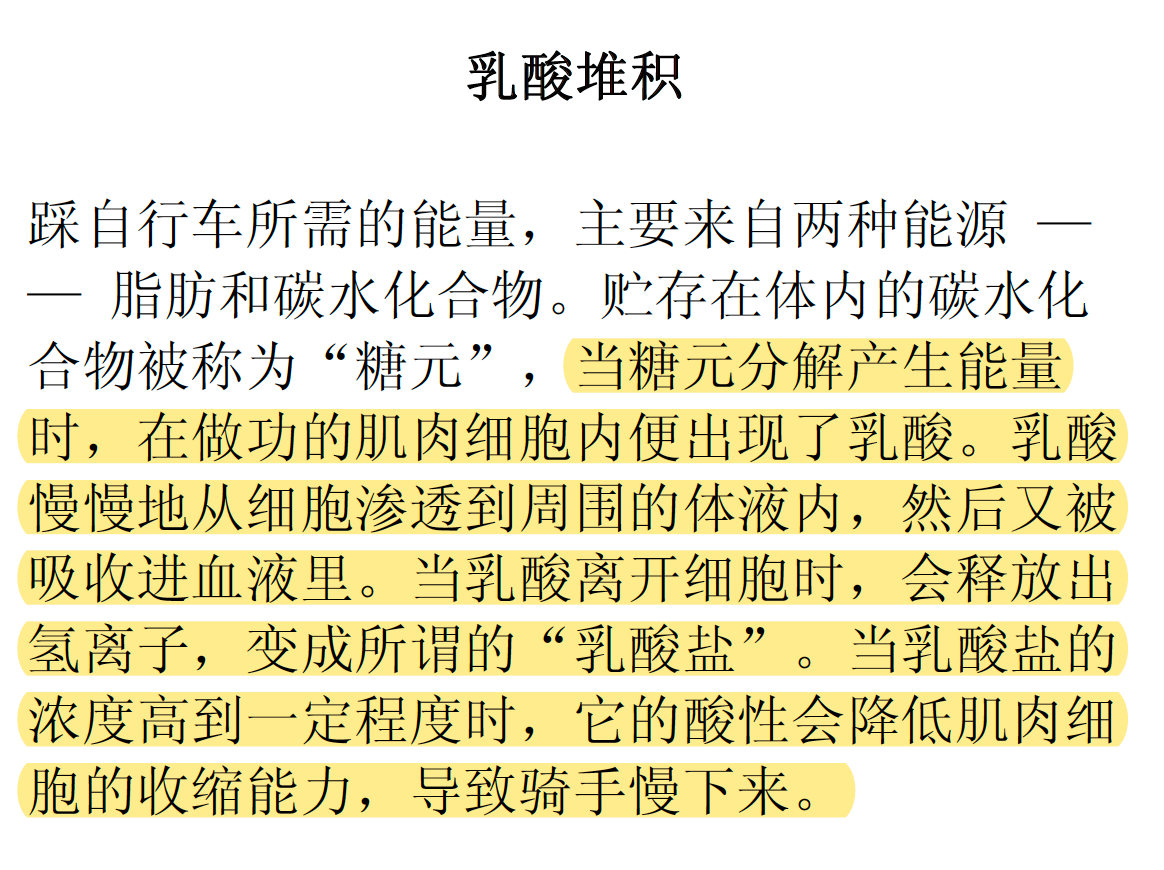 乳酸堆积
踩自行车所需的能量，主要来自两种能源 —
— 脂肪和碳水化合物。贮存在体内的碳水化
合物被称为“糖元”，当糖元分解产生能量
时，在做功的肌肉细胞内便出现了乳酸。乳酸
慢慢地从细胞渗透到周围的体液内，然后又被
吸收进血液里。当乳酸离开细胞时，会释放出
氢离子，变成所谓的“乳酸盐”。当乳酸盐的
浓度高到一定程度时，它的酸性会降低肌肉细
胞的收缩能力，导致骑手慢下来。